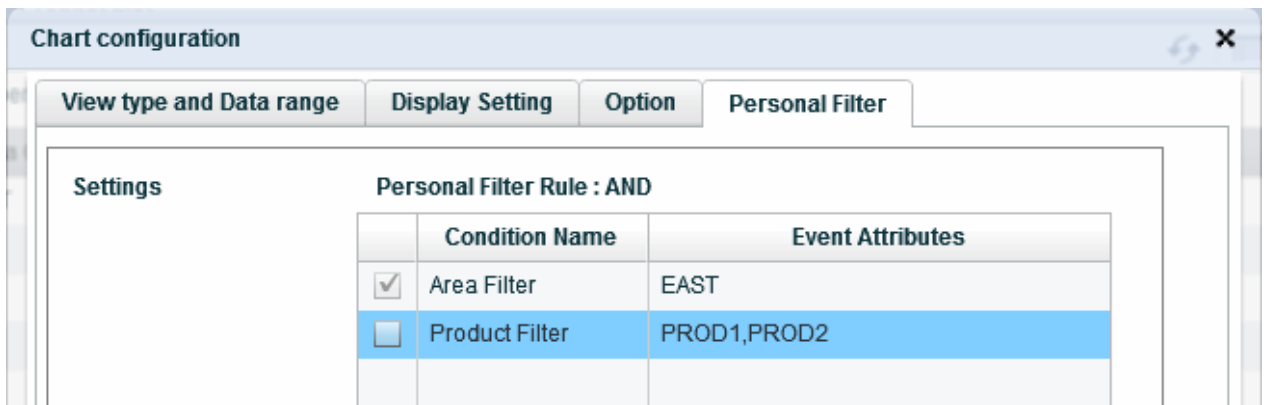 Chart configuration
View type and Data range Display Setting Option Personal Filter
Settings Personal Filter Rule : AND
Condition Name Event Attributes
Area Filter EAST
Product Filter PROD1,PROD2